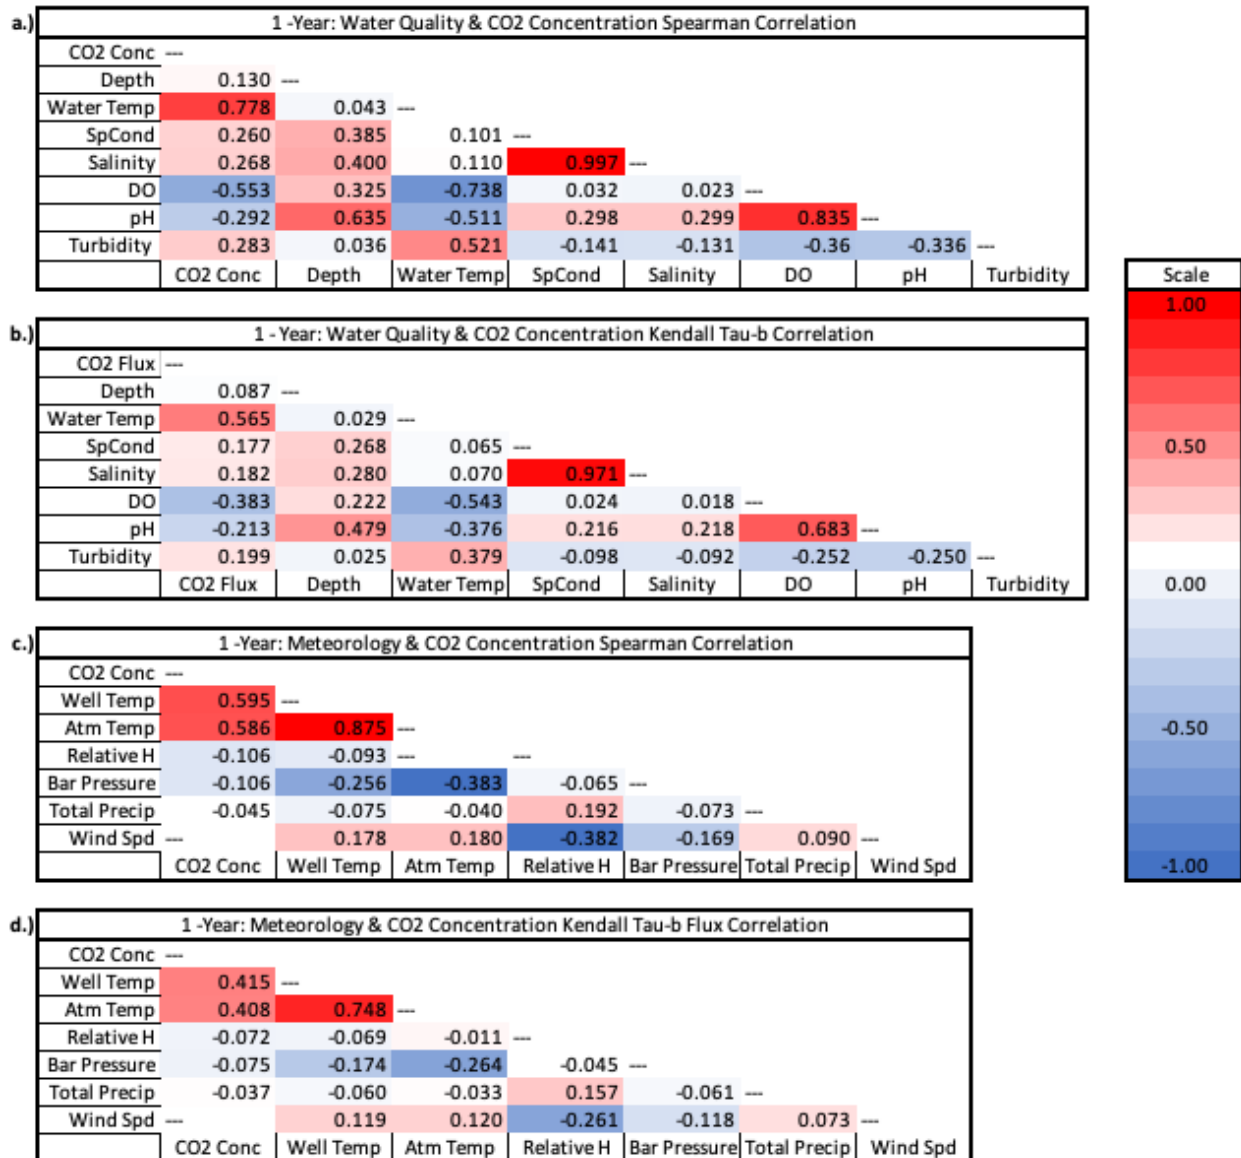 a.) 1 -Year: Water Quality & CO2 Concentration Spearman Correlation
CO2 Conc ---
Depth 0.130 ---
Water Temp 0.778 0.043 ---
SpCond 0.260 0.385 0.101 ---
Salinity 0.268 0.400 0.110 0.997 ---
DO -0.553 0.325 -0.738 0.032 0.023 ---
pH -0.292 0.635 -0.511 0.298 0.299 0.835 ---
Turbidity 0.283 0.036 0.521 -0.141 -0.131 -0.36 -0.336 ---
CO2 Conc Depth Water Temp SpCond Salinity DO pH Turbidity
b.) 1 - Year: Water Quality & CO2 Concentration Kendall Tau-b Correlation
CO2 Flux ---
Depth 0.087 ---
Water Temp 0.565 0.029 ---
SpCond 0.177 0.268 0.065 ---
Salinity 0.182 0.280 0.070 0.971 ---
DO -0.383 0.222 -0.543 0.024 0.018 ---
pH -0.213 0.479 -0.376 0.216 0.218 0.683 ---
Turbidity 0.199 0.025 0.379 -0.098 -0.092 -0.252 -0.250 ---
CO2 Flux Depth Water Temp SpCond Salinity DO pH Turbidity
c.) 1 -Year: Meteorology & CO2 Concentration Spearman Correlation
CO2 Conc ---
Well Temp 0.595 ---
Atm Temp 0.586 0.875 ---
Relative H -0.106 -0.093 --- ---
Bar Pressure -0.106 -0.256 -0.383 -0.065 ---
Total Precip -0.045 -0.075 -0.040 0.192 -0.073 ---
Wind Spd --- 0.178 0.180 -0.382 -0.169 0.090 ---
CO2 Conc Well Temp Atm Temp Relative H Bar Pressure Total Precip Wind Spd
d.) 1 -Year: Meteorology & CO2 Concentration Kendall Tau-b Flux Correlation
CO2 Conc ---
Well Temp 0.415 ---
Atm Temp 0.408 0.748 ---
Relative H -0.072 -0.069 -0.011 ---
Bar Pressure -0.075 -0.174 -0.264 -0.045 ---
Total Precip -0.037 -0.060 -0.033 0.157 -0.061 ---
Wind Spd --- 0.119 0.120 -0.261 -0.118 0.073 ---
CO2 Conc Well Temp Atm Temp Relative H Bar Pressure Total Precip Wind Spd
Scale
1.00
0.50
0.00
-0.50
-1.00